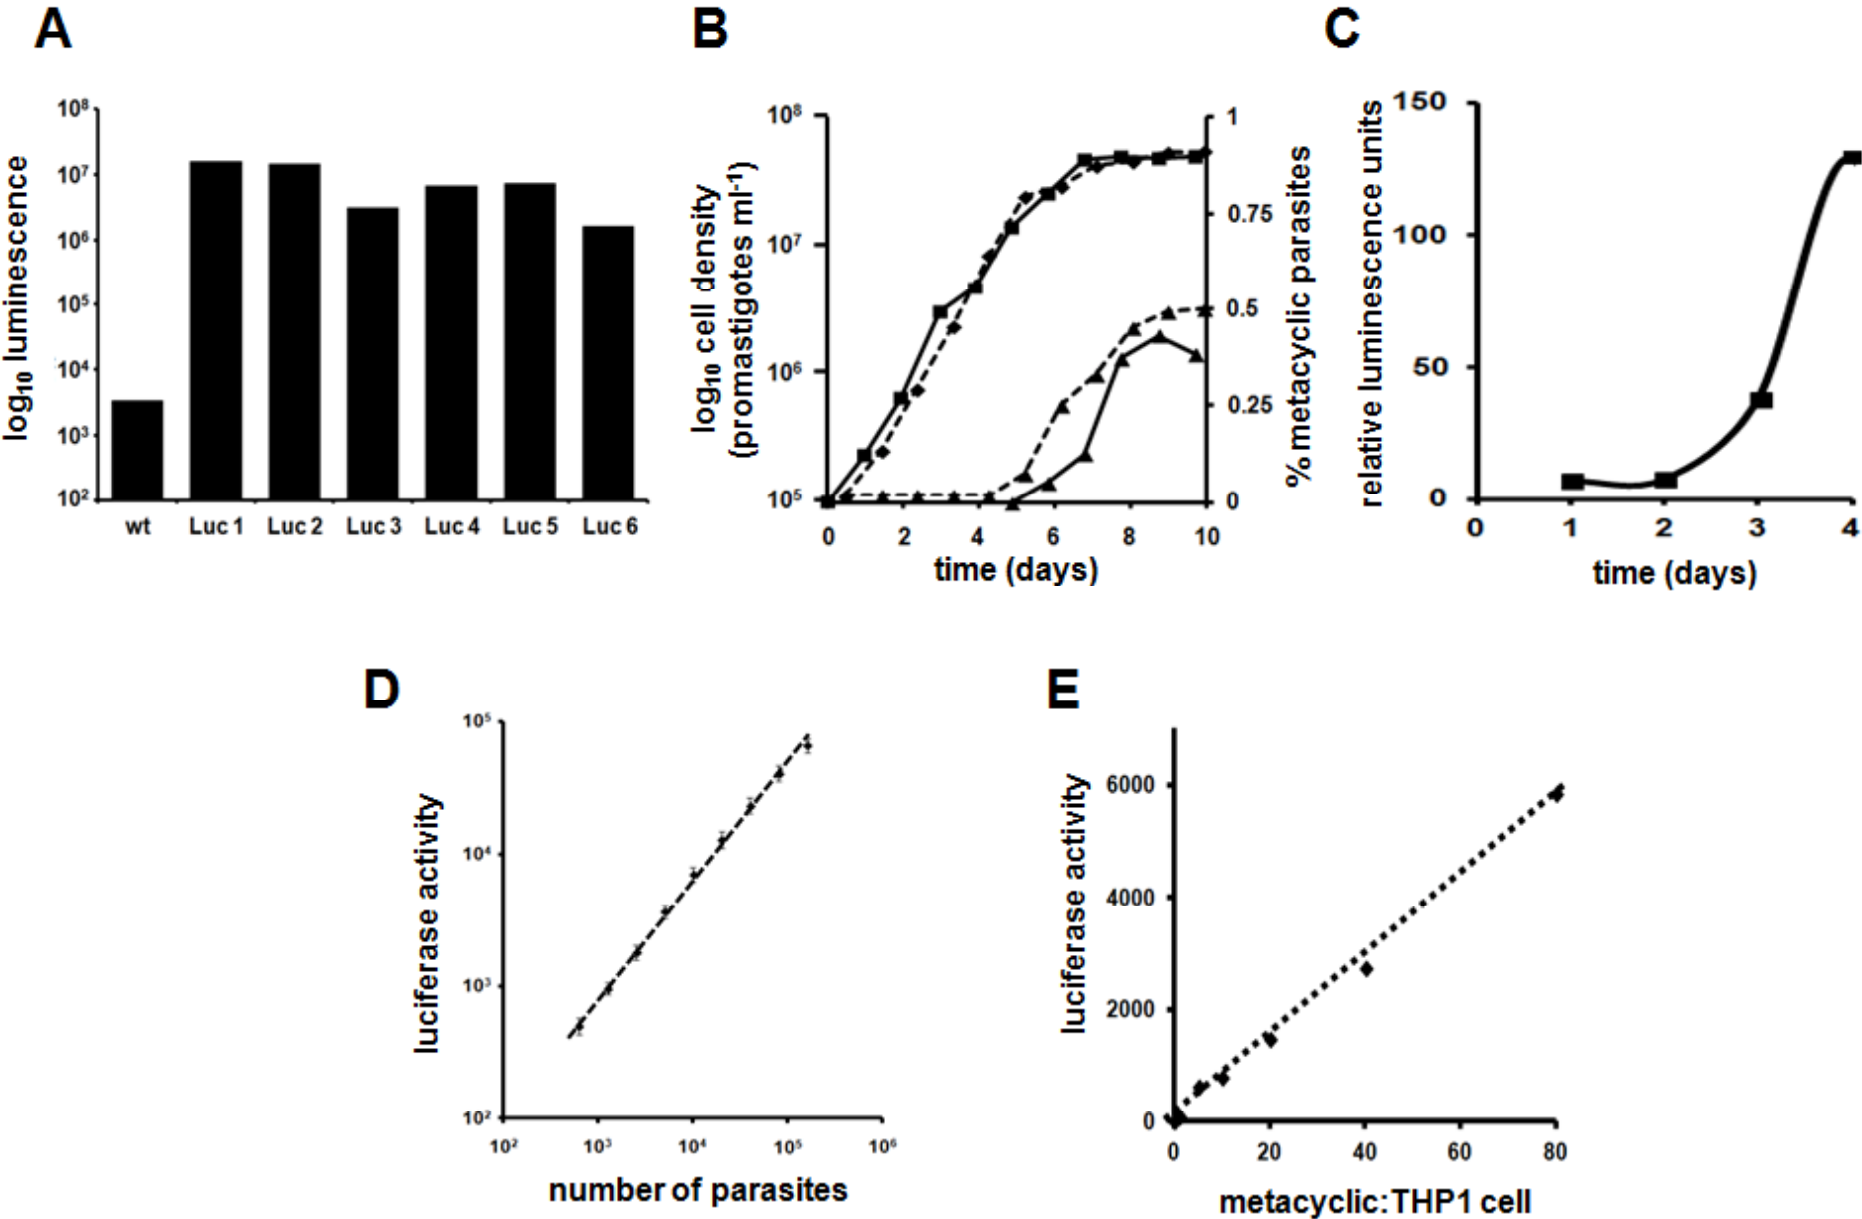 A
log₁₀ luminescence
10⁸
10⁷
10⁶
10⁵
10⁴
10³
10²
wt Luc 1 Luc 2 Luc 3 Luc 4 Luc 5 Luc 6
B
log₁₀ cell density
(promastigotes ml⁻¹)
10⁸
10⁷
10⁶
10⁵
1
0.75
0.5
0.25
0
% metacyclic parasites
0 2 4 6 8 10
time (days)
C
relative luminescence units
150
100
50
0
0 1 2 3 4
time (days)
D
luciferase activity
10⁵
10⁴
10³
10²
10² 10³ 10⁴ 10⁵ 10⁶
number of parasites
E
luciferase activity
6000
4000
2000
0
0 20 40 60 80
metacyclic:THP1 cell